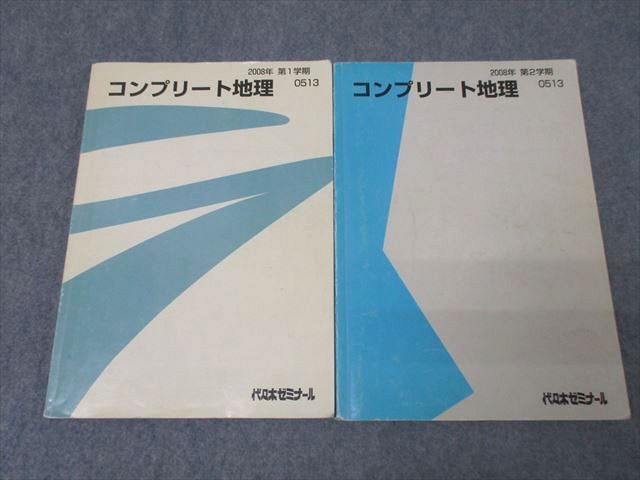 2008年 第1学期
コンプリート地理 0513
代々木ゼミナール
2008年 第2学期
コンプリート地理 0513
代々木ゼミナール